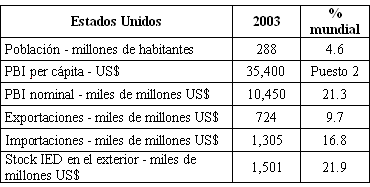 Estados Unidos 2003 %
mundial
Población - millones de habitantes 288 4.6
PBI per cápita - US$ 35,400 Puesto 2
PBI nominal - miles de millones US$ 10,450 21.3
Exportaciones - miles de millones US$ 724 9.7
Importaciones - miles de millones US$ 1,305 16.8
Stock IED en el exterior - miles de
millones US$ 1,501 21.9